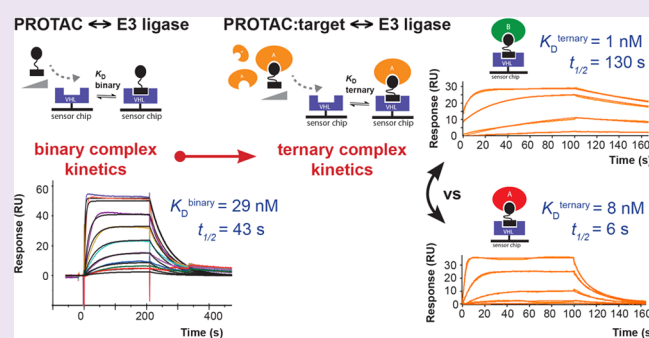 PROTAC ↔ E3 ligase
K_D binary
VHL
VHL
sensor chip
sensor chip
binary complex
kinetics
Response (RU)
60
40
20
0
K_D^binary = 29 nM
t_1/2 = 43 s
0
200
400
Time (s)
PROTAC:target ↔ E3 ligase
A
A
A
K_D
ternary
VHL
VHL
sensor chip
sensor chip
ternary complex
kinetics
B
VHL
sensor chip
K_D^ternary = 1 nM
t_1/2 = 130 s
Response (RU)
30
20
10
0
0 20 40 60 80 100 120 140 160
Time (s)
vs
A
VHL
sensor chip
K_D^ternary = 8 nM
t_1/2 = 6 s
Response (RU)
30
20
10
0
0 20 40 60 80 100 120 140 160
Time (s)